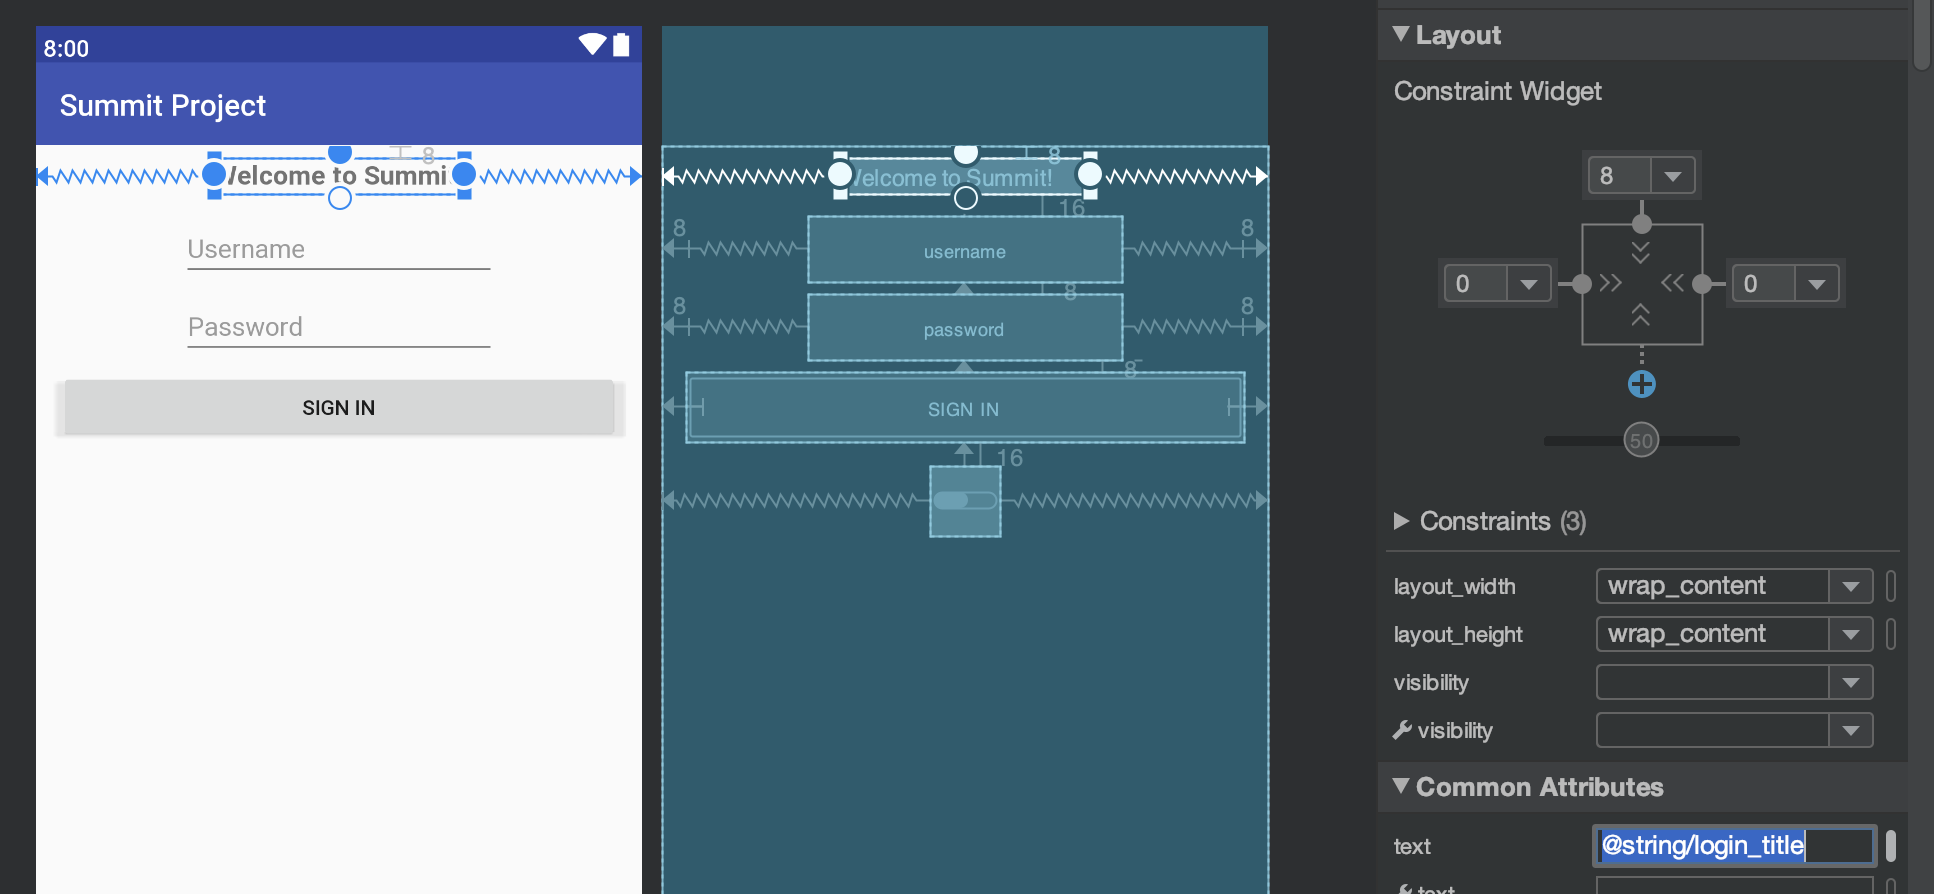 8:00
Summit Project
8
Welcome to Summi
Username
Password
SIGN IN
8
Welcome to Summit!
16
8
username
8
8
8
password
8
8
SIGN IN
16
Layout
Constraint Widget
8
0
0
50
Constraints (3)
layout_width
wrap_content
layout_height
wrap_content
visibility
visibility
Common Attributes
text
@string/login_title
text